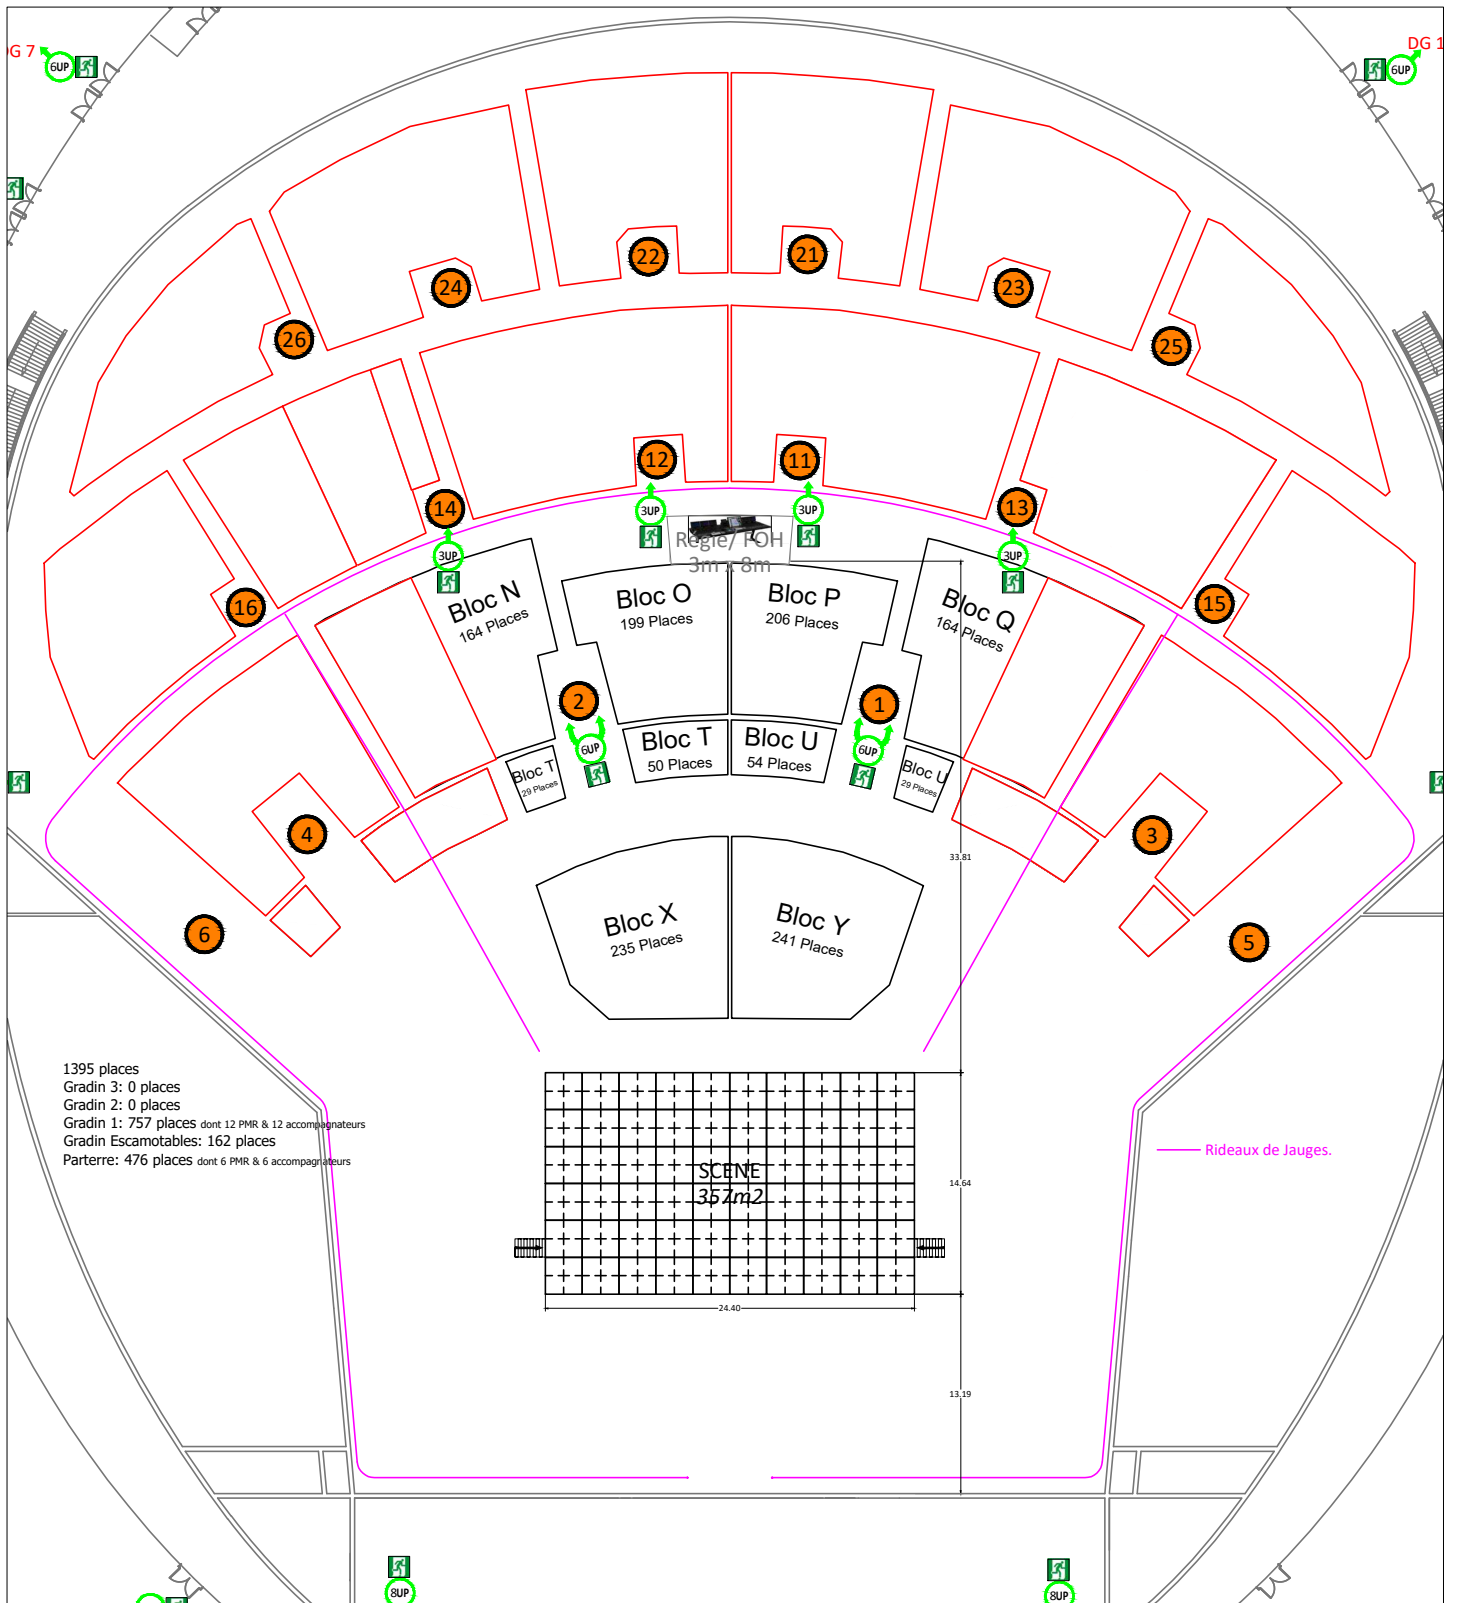 DG 7
6UP
6UP
DG 1
22
21
24
23
26
25
12
11
14
13
3UP
3UP
Régie/ FOH
3m x 8m
3UP
3UP
16
15
Bloc N
164 Places
Bloc O
199 Places
Bloc P
206 Places
Bloc Q
164 Places
2
1
6UP
6UP
Bloc T
50 Places
Bloc U
54 Places
Bloc T
29 Places
Bloc U
29 Places
4
3
33.81
6
5
Bloc X
235 Places
Bloc Y
241 Places
1395 places
Gradin 3: 0 places
Gradin 2: 0 places
Gradin 1: 757 places dont 12 PMR & 12 accompagnateurs
Gradin Escamotables: 162 places
Parterre: 476 places dont 6 PMR & 6 accompagnateurs
SCENE
357m2
14.64
Rideaux de Jauges.
24.40
13.19
8UP
8UP